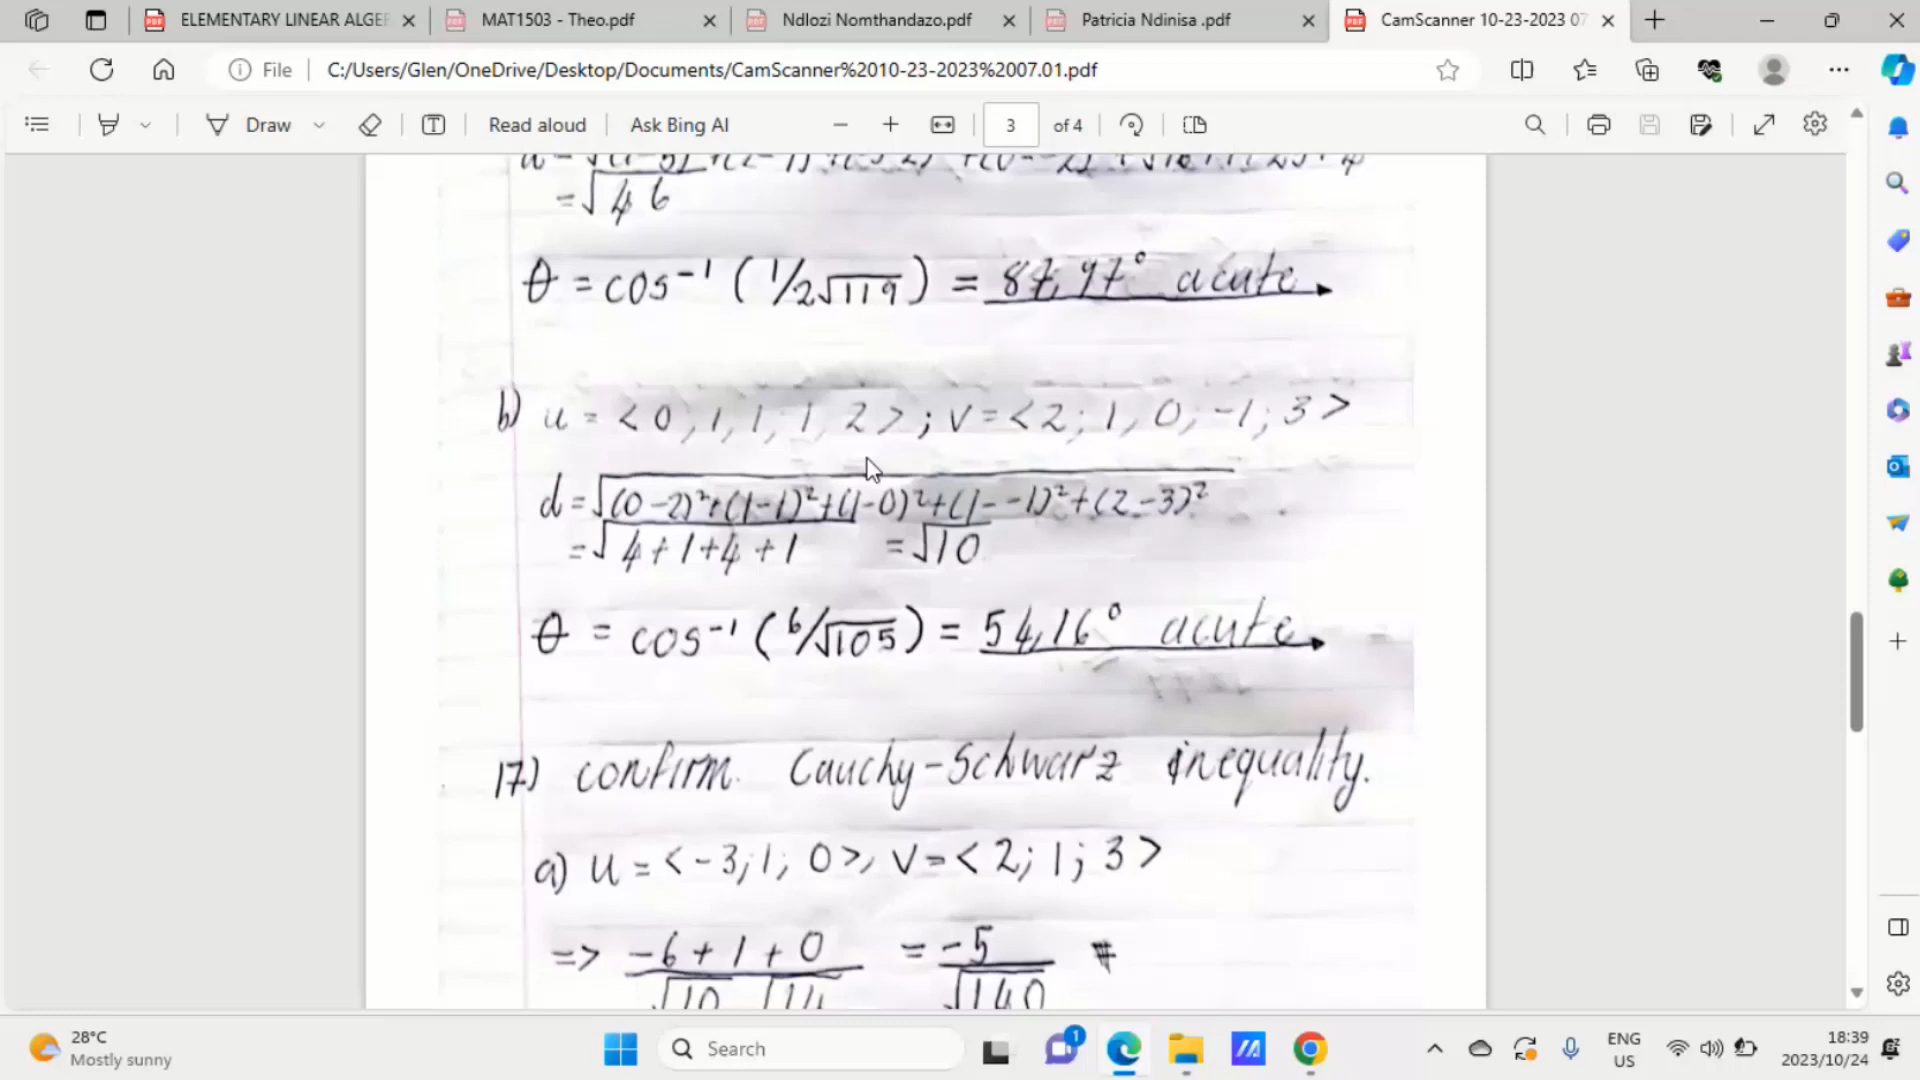 ELEMENTARY LINEAR ALGEB
MAT1503 - Theo.pdf
Ndlozi Nomthandazo.pdf
Patricia Ndinisa .pdf
CamScanner 10-23-2023 07
File
C:/Users/Glen/OneDrive/Desktop/Documents/CamScanner%2010-23-2023%2007.01.pdf
Draw
Read aloud
Ask Bing AI
3 of 4
= √46
θ = cos⁻¹ (1/2√119) = 87,97° acute
b) u = <0, 1, 1, 1, 2>; v = <2; 1, 0, -1; 3>
d = √(0-2)²+(1-1)²+(1-0)²+(1--1)²+(2-3)²
= √4+1+4+1 = √10
θ = cos⁻¹ (6/√105) = 54,16° acute
17) confirm. Cauchy-Schwarz inequality.
a) u = <-3; 1; 0>, v = <2; 1; 3>
=> -6+1+0 = -5
√10 √14 √140
28°C
Mostly sunny
Search
1
ENG
US
18:39
2023/10/24